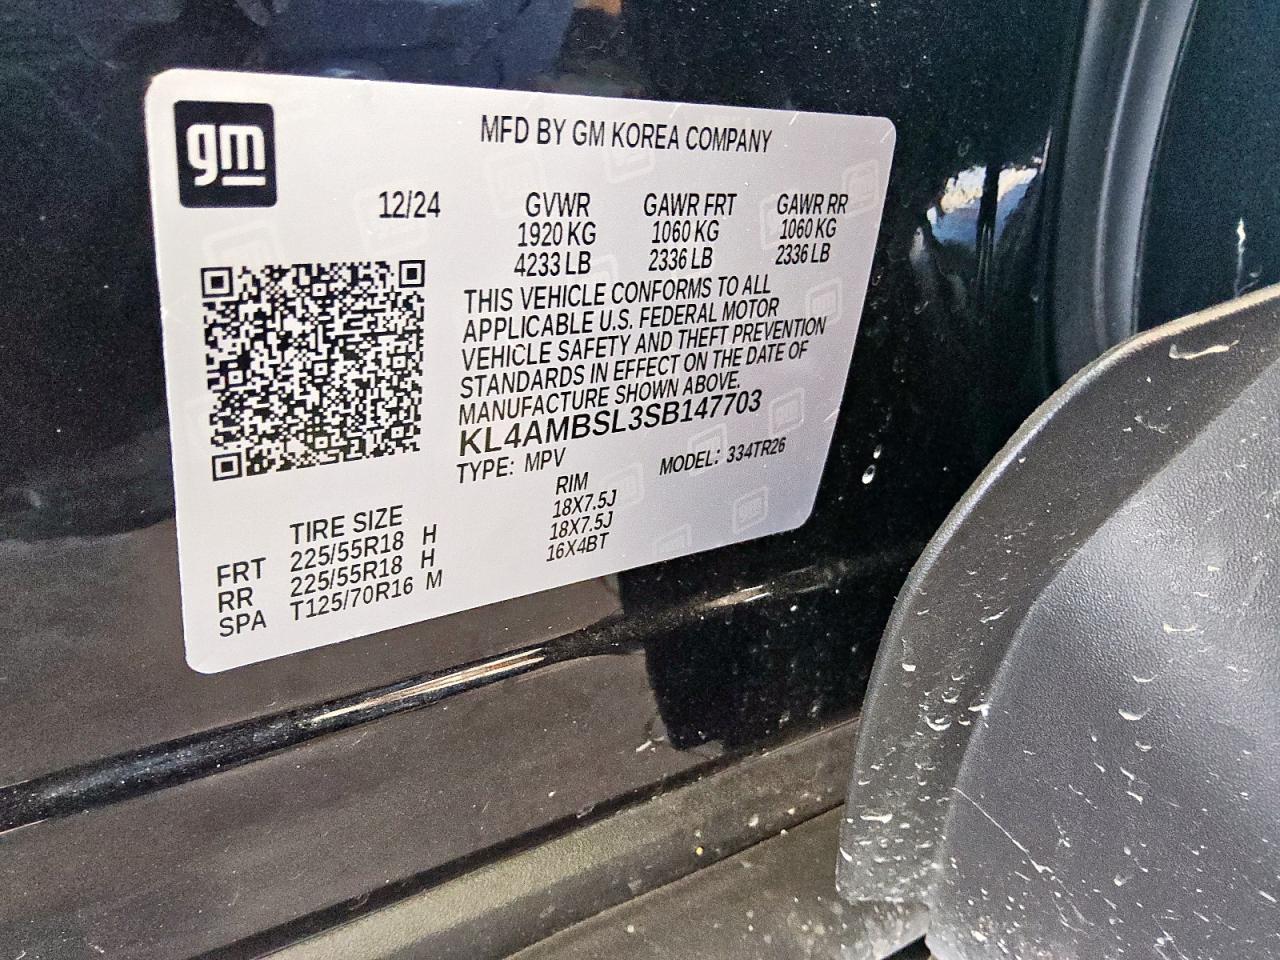 gm
MFD BY GM KOREA COMPANY
12/24 GVWR GAWR FRT GAWR RR
1920 KG 1060 KG 1060 KG
4233 LB 2336 LB 2336 LB
THIS VEHICLE CONFORMS TO ALL
APPLICABLE U.S. FEDERAL MOTOR
VEHICLE SAFETY AND THEFT PREVENTION
STANDARDS IN EFFECT ON THE DATE OF
MANUFACTURE SHOWN ABOVE.
KL4AMBSL3SB147703
TYPE: MPV MODEL: 334TR26
TIRE SIZE RIM
FRT 225/55R18 H 18X7.5J
RR 225/55R18 H 18X7.5J
SPA T125/70R16 M 16X4BT